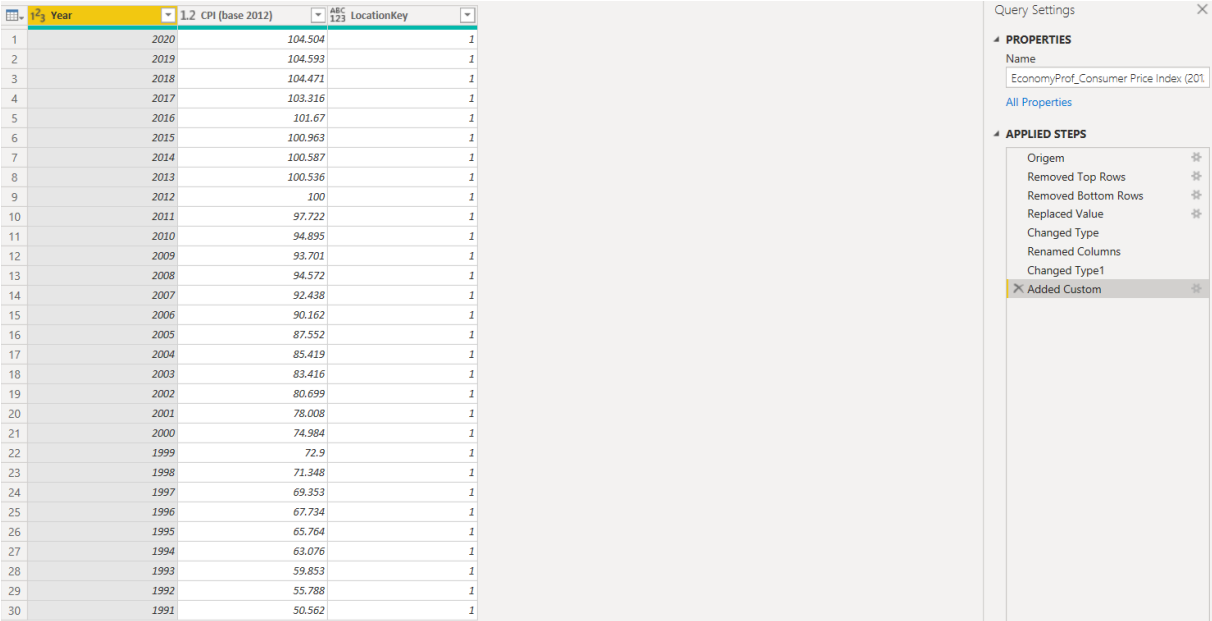 1²3 Year 1.2 CPI (base 2012) ABC 123 LocationKey
1 2020 104.504 1
2 2019 104.593 1
3 2018 104.471 1
4 2017 103.316 1
5 2016 101.67 1
6 2015 100.963 1
7 2014 100.587 1
8 2013 100.536 1
9 2012 100 1
10 2011 97.722 1
11 2010 94.895 1
12 2009 93.701 1
13 2008 94.572 1
14 2007 92.438 1
15 2006 90.162 1
16 2005 87.552 1
17 2004 85.419 1
18 2003 83.416 1
19 2002 80.699 1
20 2001 78.008 1
21 2000 74.984 1
22 1999 72.9 1
23 1998 71.348 1
24 1997 69.353 1
25 1996 67.734 1
26 1995 65.764 1
27 1994 63.076 1
28 1993 59.853 1
29 1992 55.788 1
30 1991 50.562 1
Query Settings
PROPERTIES
Name
EconomyProf_Consumer Price Index (201
All Properties
APPLIED STEPS
Origem
Removed Top Rows
Removed Bottom Rows
Replaced Value
Changed Type
Renamed Columns
Changed Type1
Added Custom